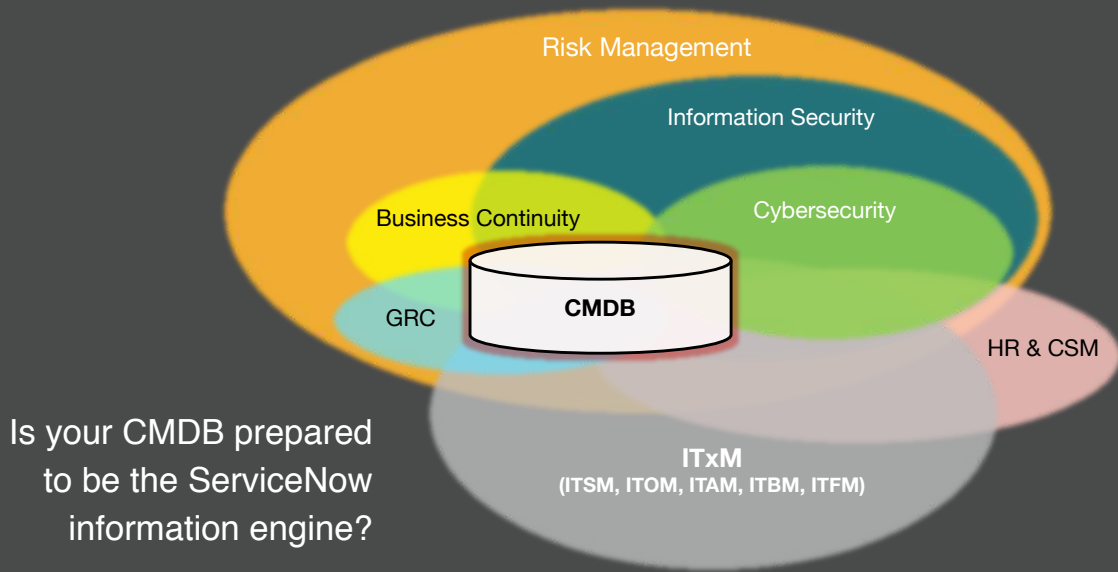 Risk Management
Information Security
Business Continuity
Cybersecurity
CMDB
GRC
HR & CSM
Is your CMDB prepared
to be the ServiceNow
information engine?
ITxM
(ITSM, ITOM, ITAM, ITBM, ITFM)